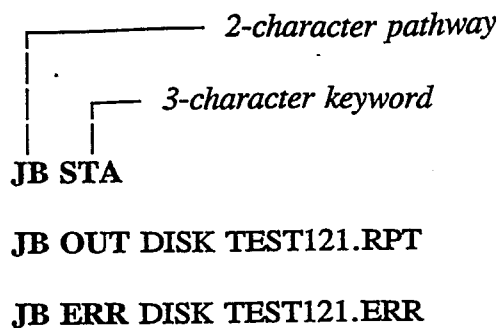 2-character pathway
3-character keyword
JB STA
JB OUT DISK TEST121.RPT
JB ERR DISK TEST121.ERR